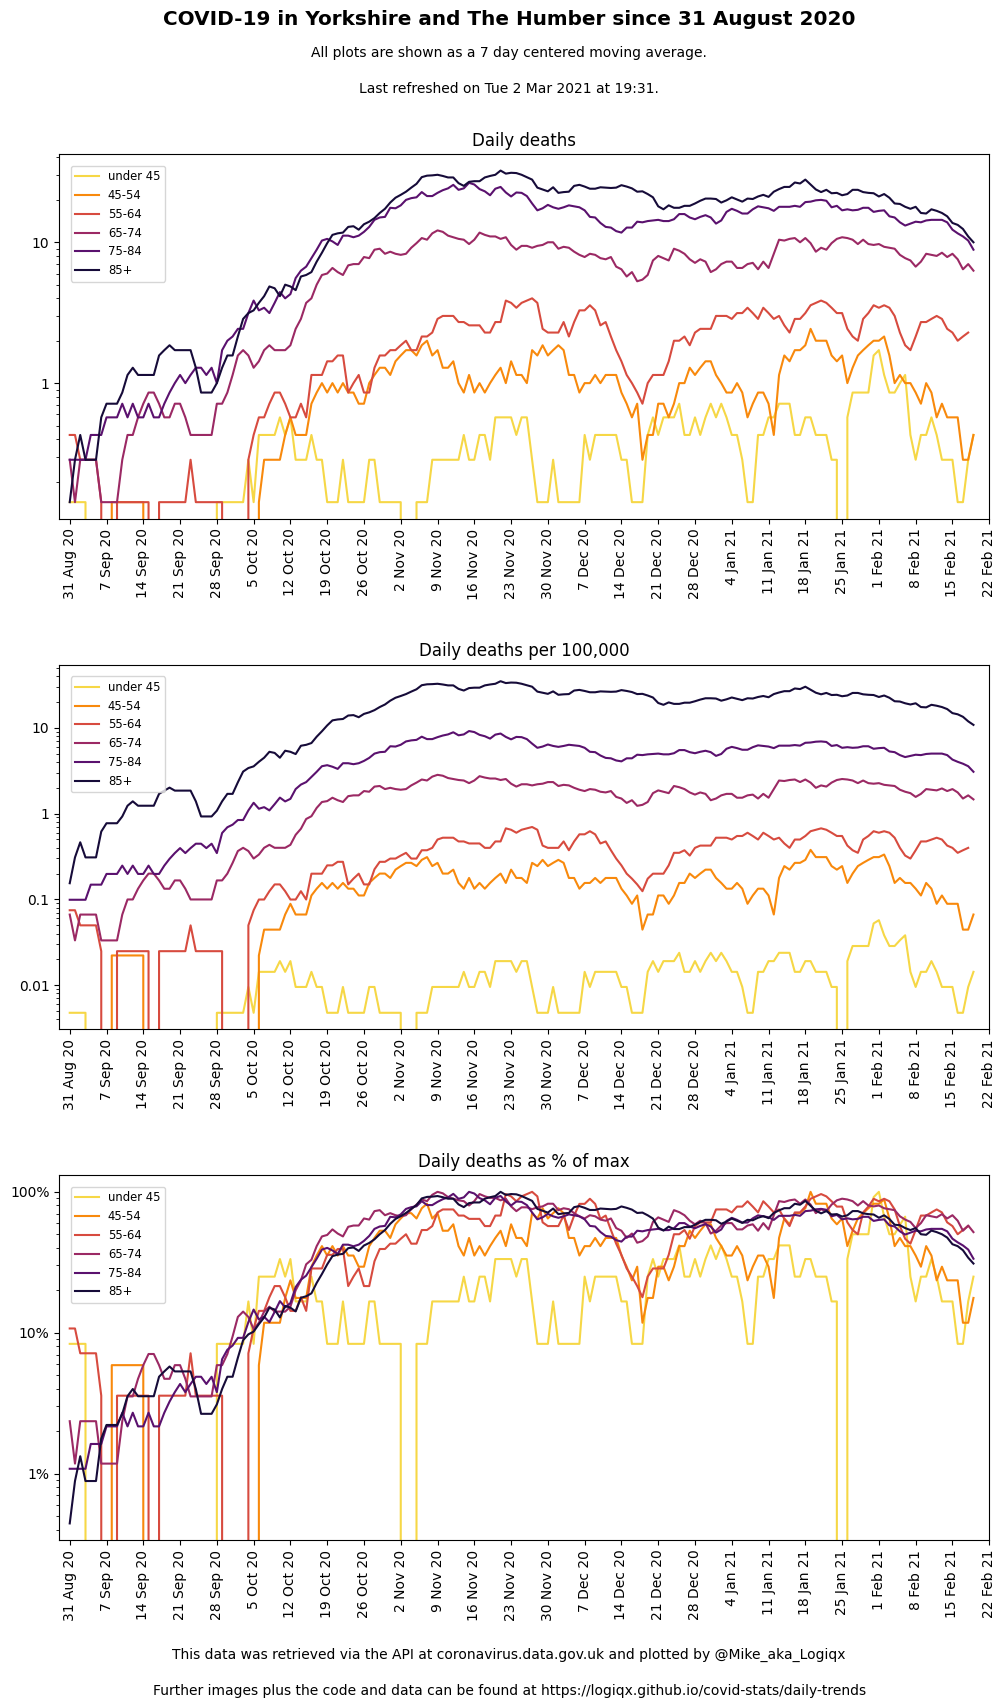 COVID-19 in Yorkshire and The Humber since 31 August 2020
All plots are shown as a 7 day centered moving average.
Last refreshed on Tue 2 Mar 2021 at 19:31.
Daily deaths
under 45
45-54
55-64
65-74
75-84
85+
10
1
31 Aug 20
7 Sep 20
14 Sep 20
21 Sep 20
28 Sep 20
5 Oct 20
12 Oct 20
19 Oct 20
26 Oct 20
2 Nov 20
9 Nov 20
16 Nov 20
23 Nov 20
30 Nov 20
7 Dec 20
14 Dec 20
21 Dec 20
28 Dec 20
4 Jan 21
11 Jan 21
18 Jan 21
25 Jan 21
1 Feb 21
8 Feb 21
15 Feb 21
22 Feb 21
Daily deaths per 100,000
under 45
45-54
55-64
65-74
75-84
85+
10
1
0.1
0.01
31 Aug 20
7 Sep 20
14 Sep 20
21 Sep 20
28 Sep 20
5 Oct 20
12 Oct 20
19 Oct 20
26 Oct 20
2 Nov 20
9 Nov 20
16 Nov 20
23 Nov 20
30 Nov 20
7 Dec 20
14 Dec 20
21 Dec 20
28 Dec 20
4 Jan 21
11 Jan 21
18 Jan 21
25 Jan 21
1 Feb 21
8 Feb 21
15 Feb 21
22 Feb 21
Daily deaths as % of max
under 45
45-54
55-64
65-74
75-84
85+
100%
10%
1%
31 Aug 20
7 Sep 20
14 Sep 20
21 Sep 20
28 Sep 20
5 Oct 20
12 Oct 20
19 Oct 20
26 Oct 20
2 Nov 20
9 Nov 20
16 Nov 20
23 Nov 20
30 Nov 20
7 Dec 20
14 Dec 20
21 Dec 20
28 Dec 20
4 Jan 21
11 Jan 21
18 Jan 21
25 Jan 21
1 Feb 21
8 Feb 21
15 Feb 21
22 Feb 21
This data was retrieved via the API at coronavirus.data.gov.uk and plotted by @Mike_aka_Logiqx
Further images plus the code and data can be found at https://logiqx.github.io/covid-stats/daily-trends